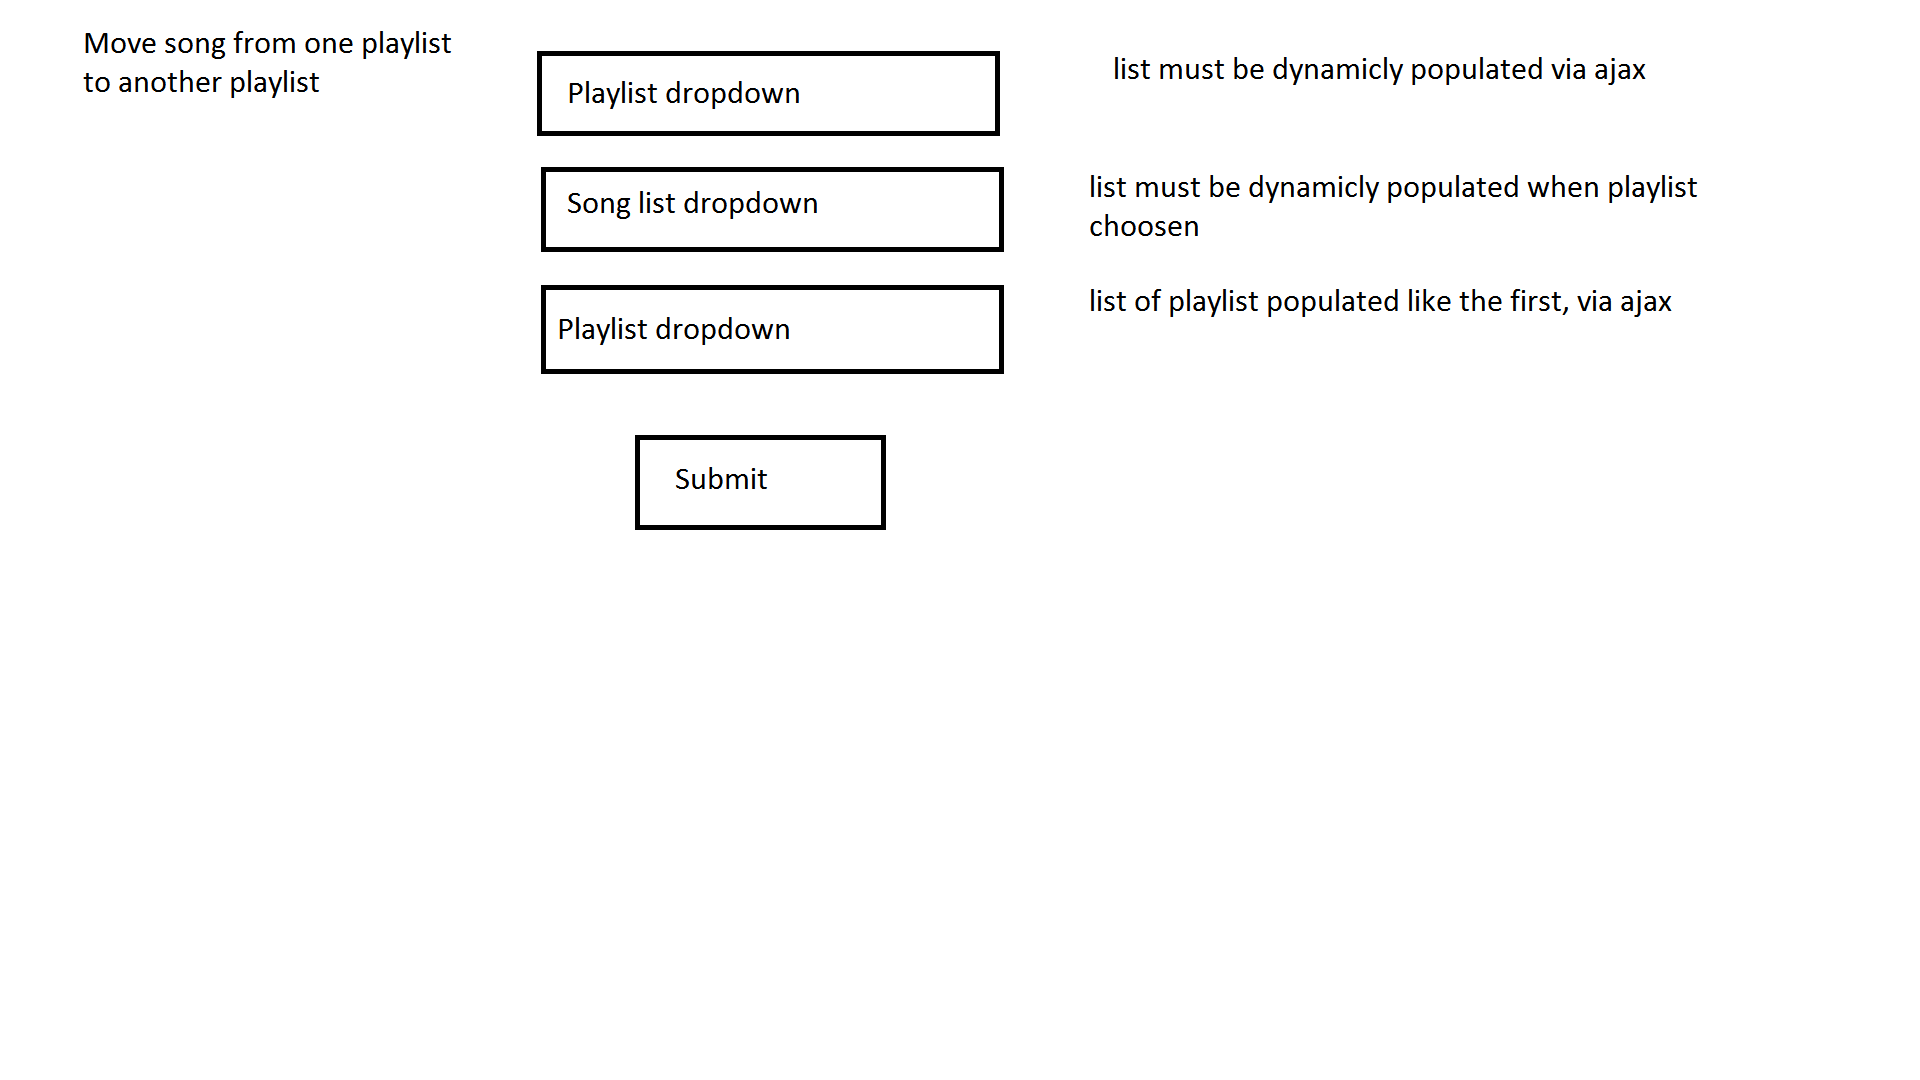 Move song from one playlist
to another playlist
Playlist dropdown
list must be dynamicly populated via ajax
Song list dropdown
list must be dynamicly populated when playlist
choosen
Playlist dropdown
list of playlist populated like the first, via ajax
Submit